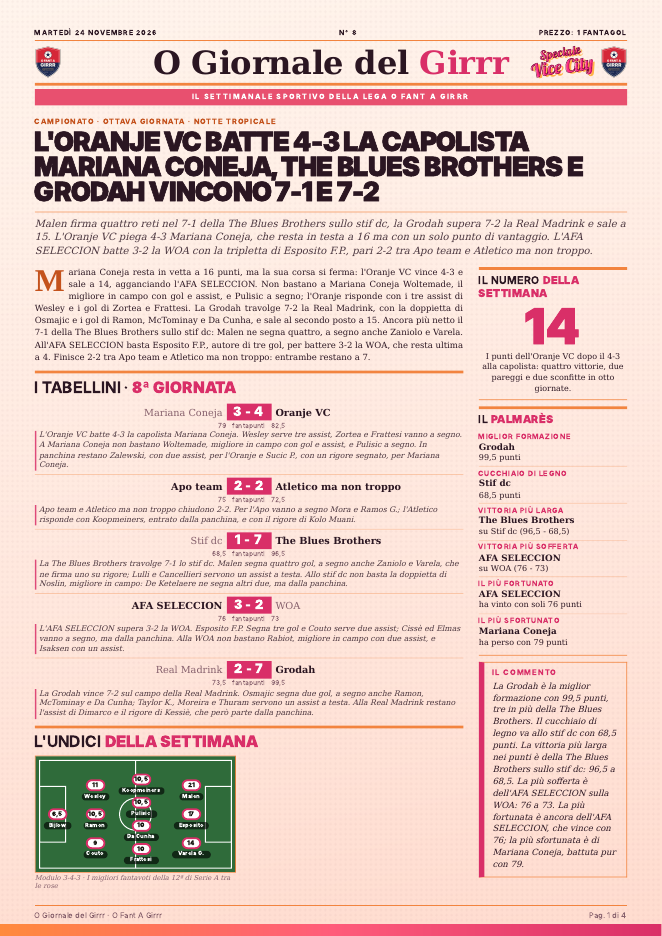 MARTEDÌ 24 NOVEMBRE 2026
N° 8
PREZZO: 1 FANTAGOL
O Giornale del Girrr
Speciale
Vice City
IL SETTIMANALE SPORTIVO DELLA LEGA O FANT A GIRRR
CAMPIONATO · OTTAVA GIORNATA · NOTTE TROPICALE
L'ORANJE VC BATTE 4-3 LA CAPOLISTA
MARIANA CONEJA, THE BLUES BROTHERS E
GRODAH VINCONO 7-1 E 7-2
Malen firma quattro reti nel 7-1 della The Blues Brothers sullo stif dc, la Grodah supera 7-2 la Real Madrink e sale a
15. L'Oranje VC piega 4-3 Mariana Coneja, che resta in testa a 16 ma con un solo punto di vantaggio. L'AFA
SELECCION batte 3-2 la WOA con la tripletta di Esposito F.P., pari 2-2 tra Apo team e Atletico ma non troppo.
Mariana Coneja resta in vetta a 16 punti, ma la sua corsa si ferma: l'Oranje VC vince 4-3 e
sale a 14, agganciando l'AFA SELECCION. Non bastano a Mariana Coneja Woltemade,
migliore in campo con gol e assist, e Pulisic a segno; l'Oranje risponde con i tre assist di
Wesley e i gol di Zortea e Frattesi. La Grodah travolge 7-2 la Real Madrink, con la doppietta di
Osmajic e i gol di Ramon, McTominay e Da Cunha, e sale al secondo posto a 15. Ancora più netto il
7-1 della The Blues Brothers sullo stif dc: Malen ne segna quattro, a segno anche Zaniolo e Varela.
All'AFA SELECCION basta Esposito F.P., autore di tre gol, per battere 3-2 la WOA, che resta ultima
a 4. Finisce 2-2 tra Apo team e Atletico ma non troppo: entrambe restano a 7.
I TABELLINI · 8ª GIORNATA
Mariana Coneja 3 - 4 Oranje VC
79 fantapunti 82,5
L'Oranje VC batte 4-3 la capolista Mariana Coneja. Wesley serve tre assist, Zortea e Frattesi vanno a segno.
A Mariana Coneja non bastano Woltemade, migliore in campo con gol e assist, e Pulisic a segno. In
panchina restano Zalewski, con due assist, per l'Oranje e Sucic P., con un rigore segnato, per Mariana
Coneja.
Apo team 2 - 2 Atletico ma non troppo
75 fantapunti 72,5
Apo team e Atletico ma non troppo chiudono 2-2. Per l'Apo vanno a segno Mora e Ramos G.; l'Atletico
risponde con Koopmeiners, entrato dalla panchina, e con il rigore di Kolo Muani.
Stif dc 1 - 7 The Blues Brothers
68,5 fantapunti 96,5
La The Blues Brothers travolge 7-1 lo stif dc. Malen segna quattro gol, a segno anche Zaniolo e Varela, che
ne firma uno su rigore; Lulli e Cancellieri servono un assist a testa. Allo stif dc non basta la doppietta di
Noslin, migliore in campo: De Ketelaere ne segna altri due, ma dalla panchina.
AFA SELECCION 3 - 2 WOA
76 fantapunti 73
L'AFA SELECCION supera 3-2 la WOA. Esposito F.P. Segna tre gol e Couto serve due assist; Cissè ed Elmas
vanno a segno, ma dalla panchina. Alla WOA non bastano Rabiot, migliore in campo con due assist, e
Isaksen con un assist.
Real Madrink 2 - 7 Grodah
73,5 fantapunti 99,5
La Grodah vince 7-2 sul campo della Real Madrink. Osmajic segna due gol, a segno anche Ramon,
McTominay e Da Cunha; Taylor K., Moreira e Thuram servono un assist a testa. Alla Real Madrink restano
l'assist di Dimarco e il rigore di Kessiè, che però parte dalla panchina.
L'UNDICI DELLA SETTIMANA
10,5
Koopmeiners
11
Wesley
21
Malen
10,5
Pulisic
6,5
Bijlow
10,5
Ramon
17
Esposito
10
Da Cunha
9
Couto
10
Frattesi
14
Varela G.
Modulo 3-4-3 · I migliori fantavoti della 12ª di Serie A tra
le rose
IL NUMERO DELLA
SETTIMANA
14
I punti dell'Oranje VC dopo il 4-3
alla capolista: quattro vittorie, due
pareggi e due sconfitte in otto
giornate.
IL PALMARÈS
MIGLIOR FORMAZIONE
Grodah
99,5 punti
CUCCHIAIO DI LEGNO
Stif dc
68,5 punti
VITTORIA PIÙ LARGA
The Blues Brothers
su Stif dc (96,5 - 68,5)
VITTORIA PIÙ SOFFERTA
AFA SELECCION
su WOA (76 - 73)
IL PIÙ FORTUNATO
AFA SELECCION
ha vinto con soli 76 punti
IL PIÙ SFORTUNATO
Mariana Coneja
ha perso con 79 punti
IL COMMENTO
La Grodah è la miglior
formazione con 99,5 punti,
tre in più della The Blues
Brothers. Il cucchiaio di
legno va allo stif dc con 68,5
punti. La vittoria più larga
nei punti è della The Blues
Brothers sullo stif dc: 96,5 a
68,5. La più sofferta è
dell'AFA SELECCION sulla
WOA: 76 a 73. La più
fortunata è ancora dell'AFA
SELECCION, che vince con
76; la più sfortunata è di
Mariana Coneja, battuta pur
con 79.
O Giornale del Girrr · O Fant A Girrr
Pag. 1 di 4